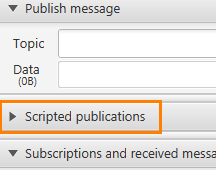 Publish message
Topic
Data
(0B)
Scripted publications
Subscriptions and received messa